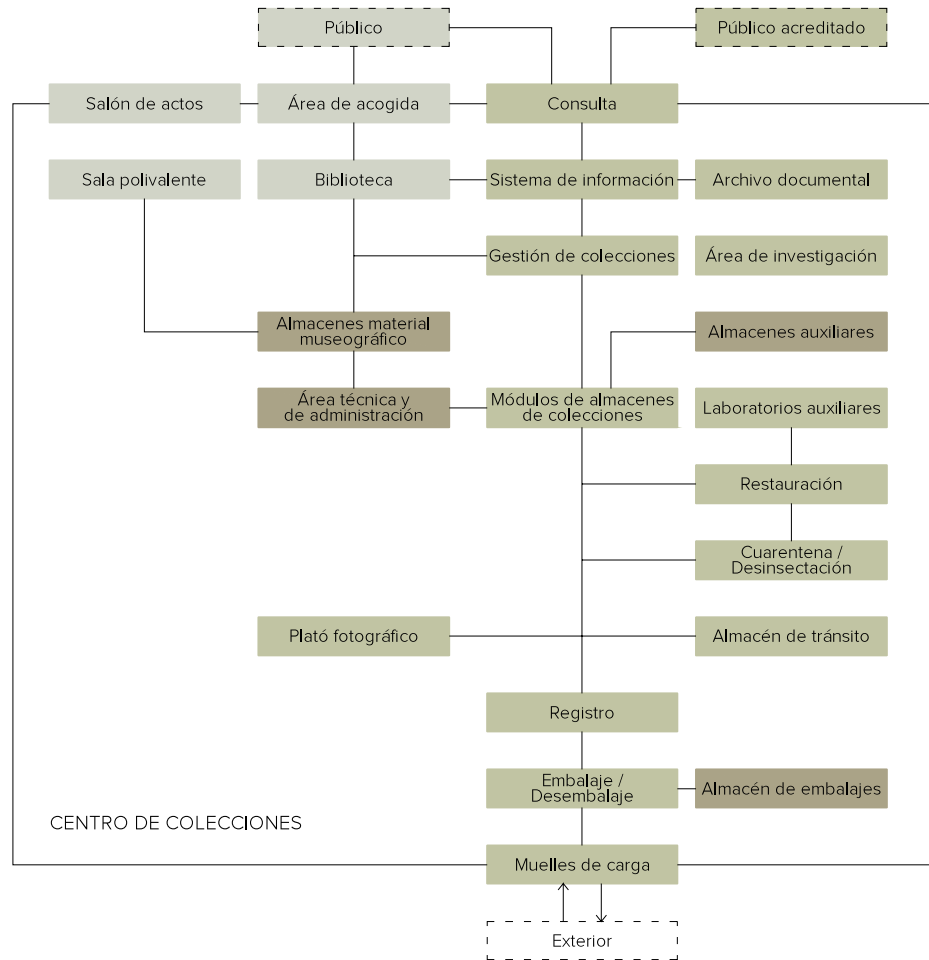 Público
Público acreditado
Salón de actos
Área de acogida
Consulta
Sala polivalente
Biblioteca
Sistema de información
Archivo documental
Gestión de colecciones
Área de investigación
Almacenes material
museográfico
Almacenes auxiliares
Área técnica y
de administración
Módulos de almacenes
de colecciones
Laboratorios auxiliares
Restauración
Cuarentena /
Desinsectación
Plató fotográfico
Almacén de tránsito
Registro
Embalaje /
Desembalaje
Almacén de embalajes
CENTRO DE COLECCIONES
Muelles de carga
Exterior